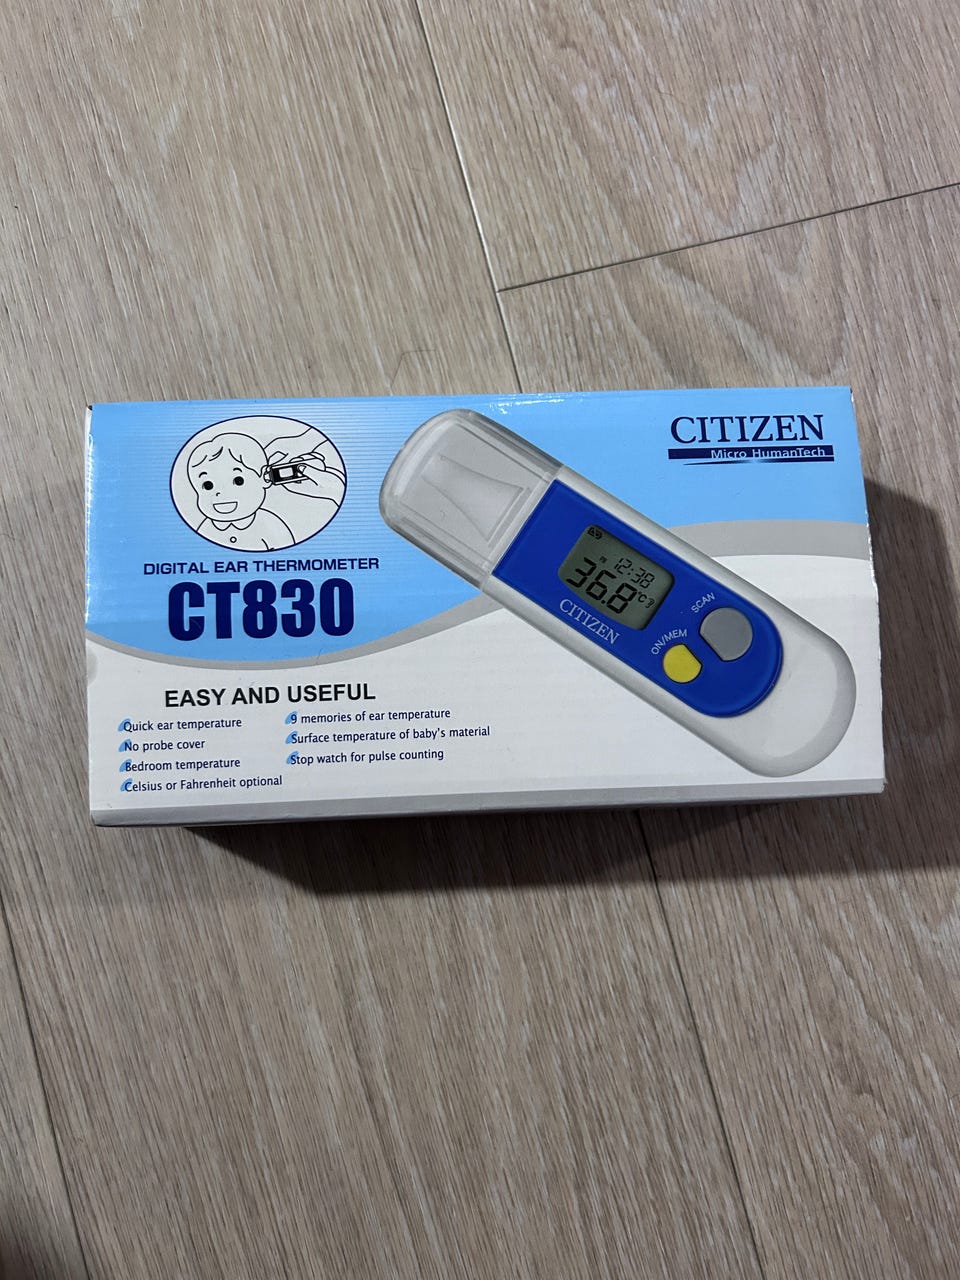 CITIZEN
Micro HumanTech
DIGITAL EAR THERMOMETER
CT830
12:38
36.8°C
CITIZEN
SCAN
ON/MEM
EASY AND USEFUL
Quick ear temperature
No probe cover
Bedroom temperature
Celsius or Fahrenheit optional
9 memories of ear temperature
Surface temperature of baby's material
Stop watch for pulse counting